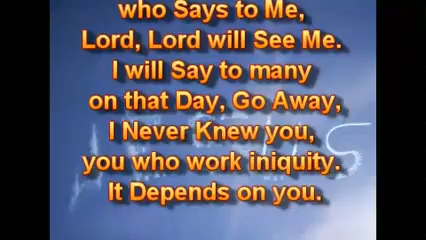 who Says to Me,
Lord, Lord will See Me.
I will Say to many
on that Day, Go Away,
I Never Knew you,
you who work iniquity.
It Depends on you.